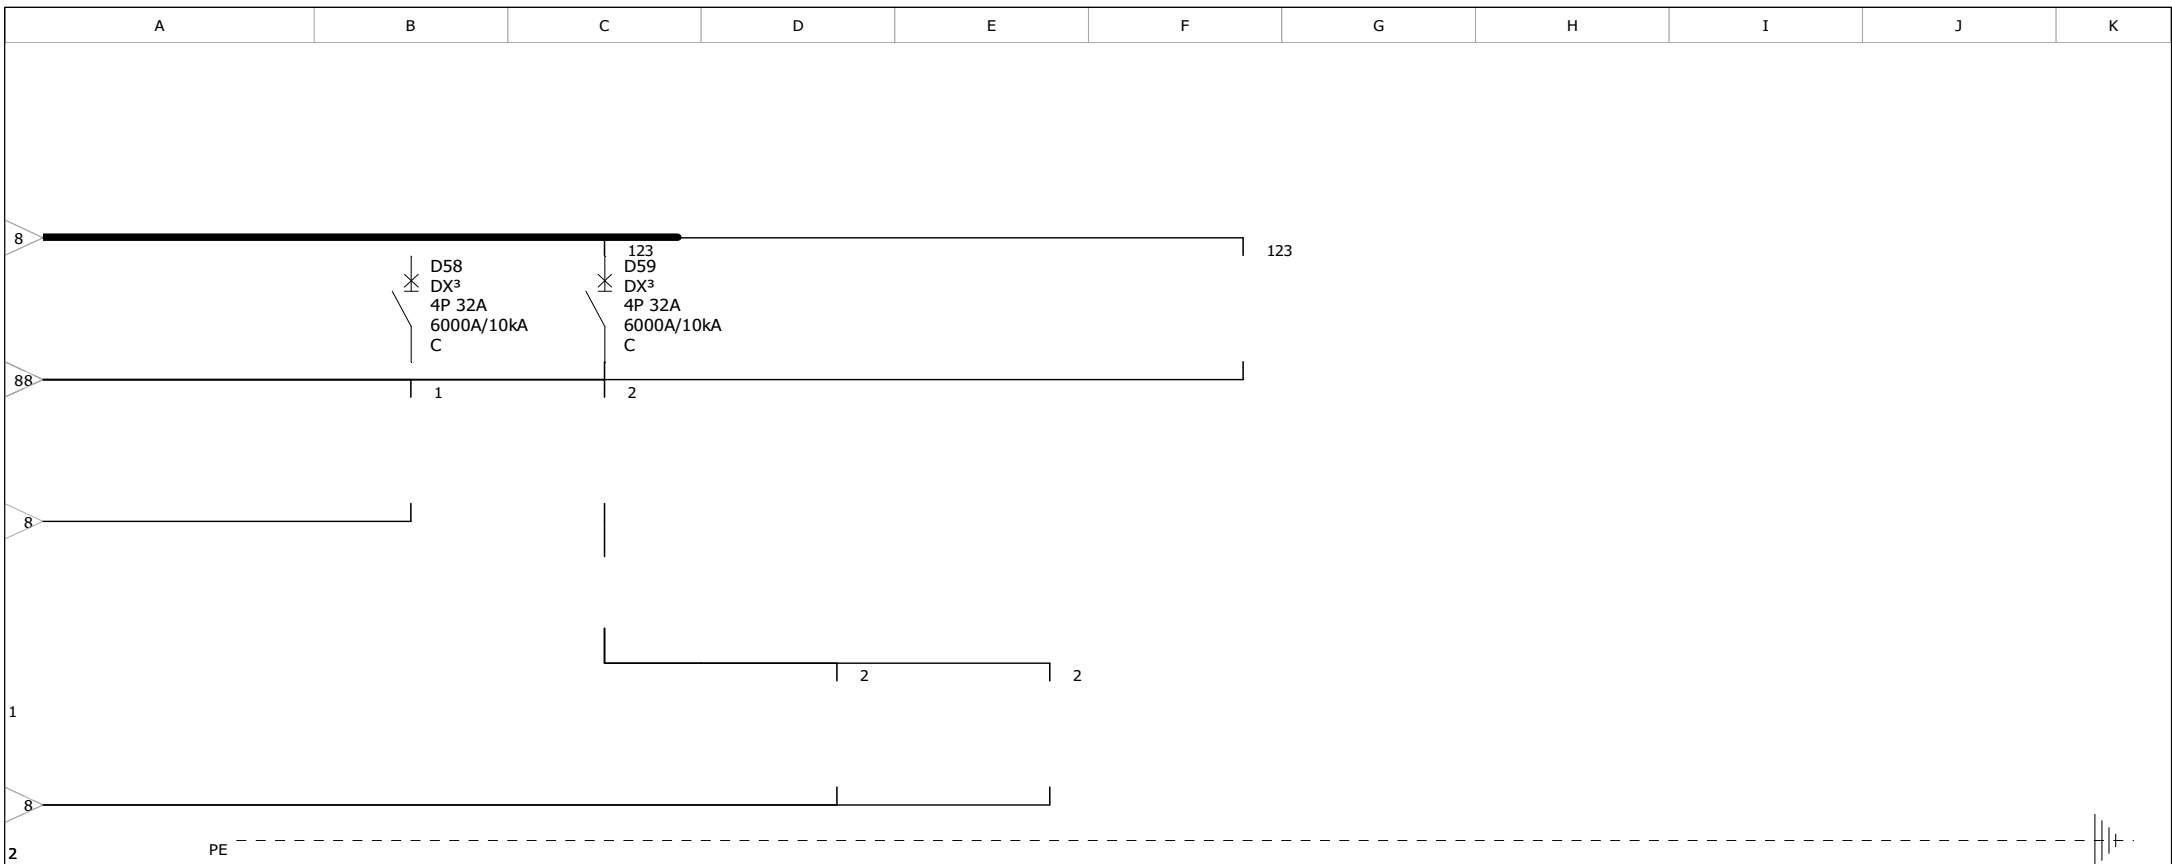 A B C D E F G H I J K
8
123 123
D58 D59
DX³ DX³
4P 32A 4P 32A
6000A/10kA 6000A/10kA
C C
88
1 2
8
2 2
1
8
PE
2